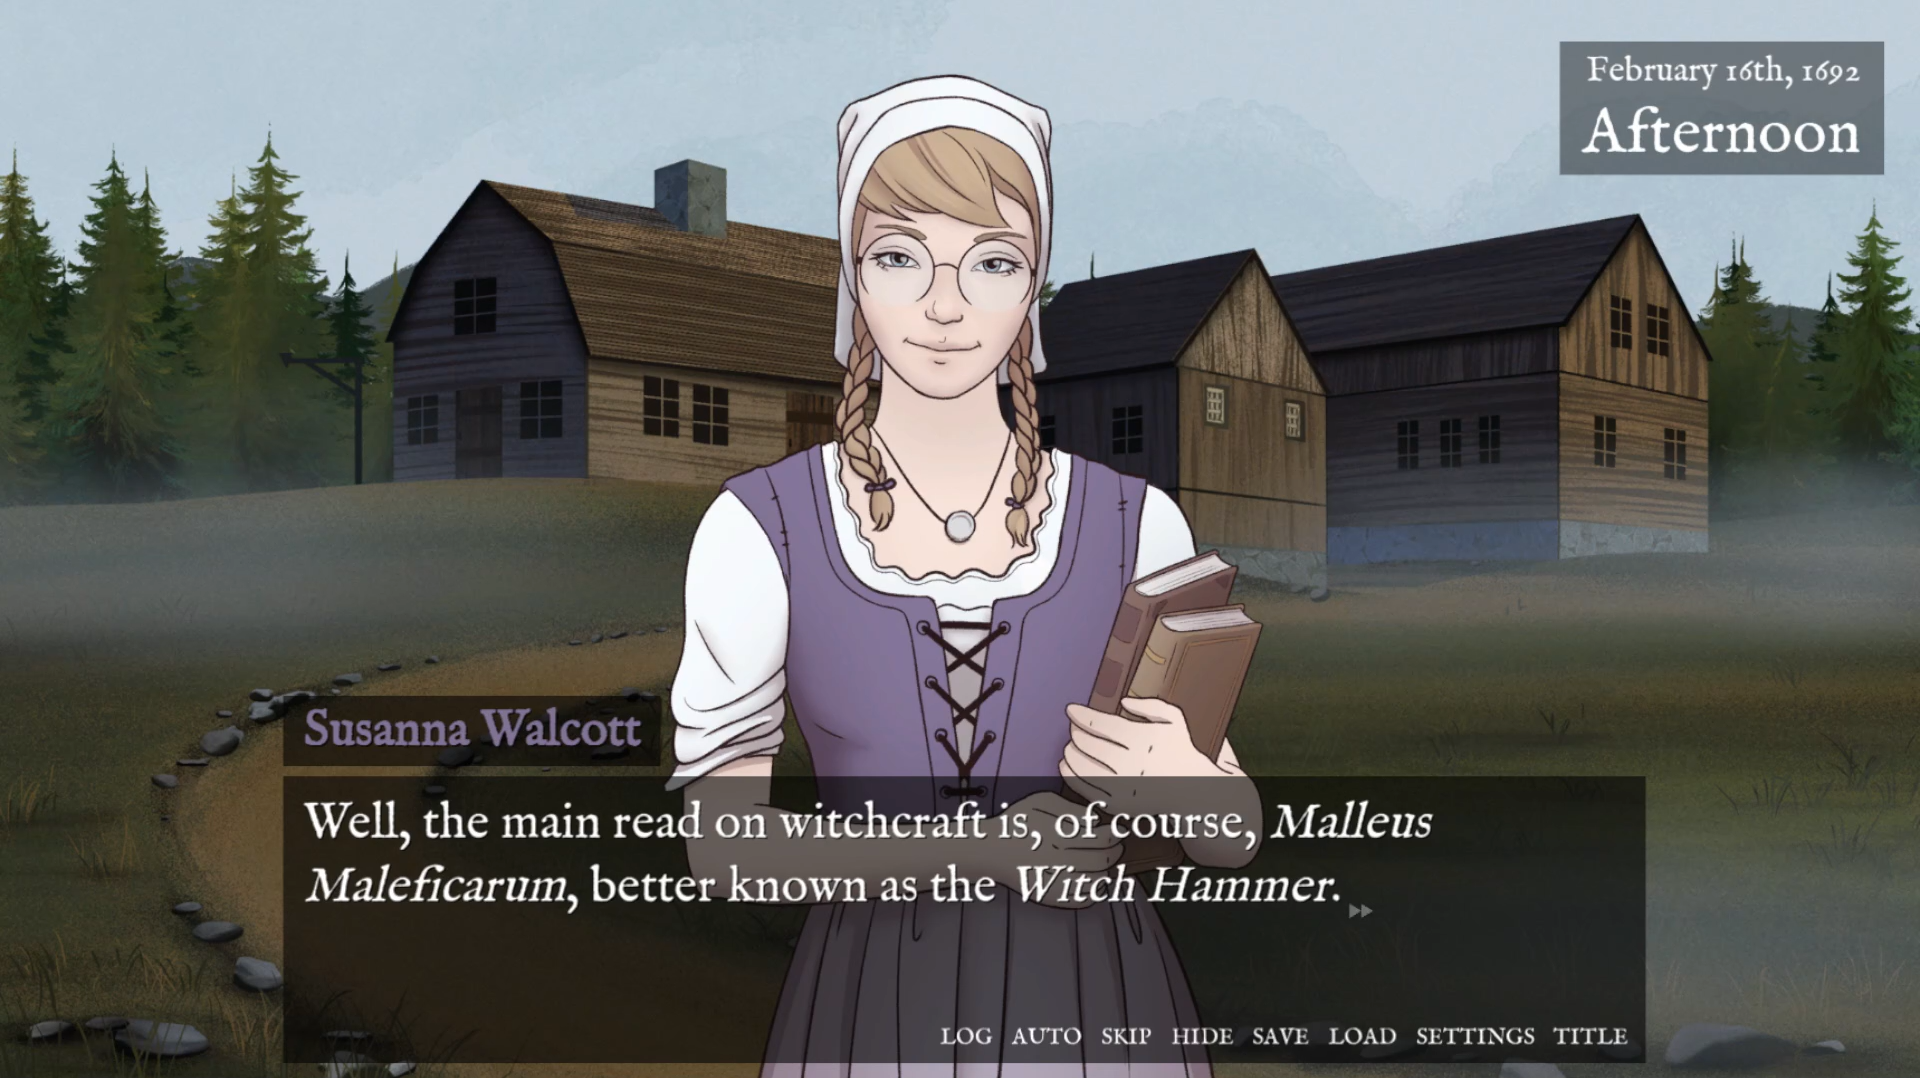 February 16th, 1692
Afternoon
Susanna Walcott
Well, the main read on witchcraft is, of course, Malleus
Maleficarum, better known as the Witch Hammer.
LOG AUTO SKIP HIDE SAVE LOAD SETTINGS TITLE